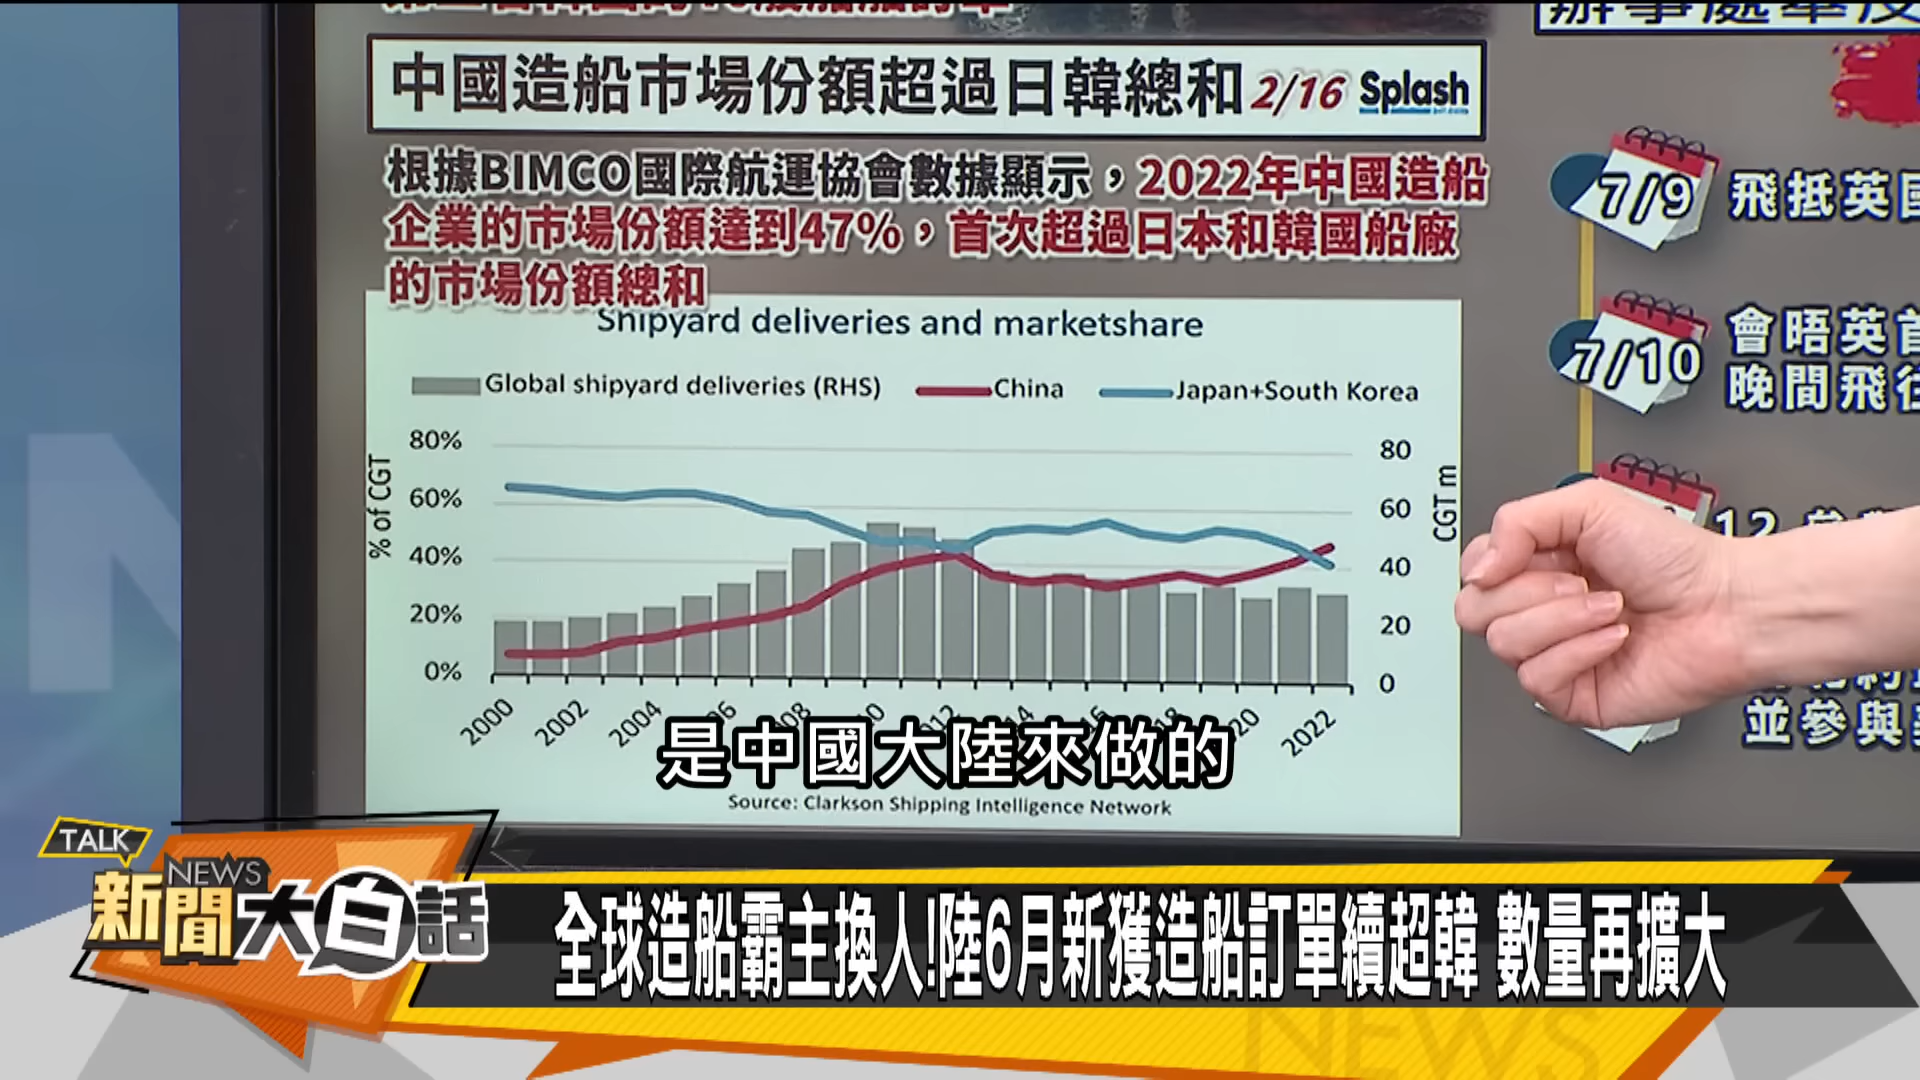 中國造船市場份額超過日韓總和 2/16 Splash
根據BIMCO國際航運協會數據顯示，2022年中國造船
企業的市場份額達到47%，首次超過日本和韓國船廠
的市場份額總和
Shipyard deliveries and marketshare
Global shipyard deliveries (RHS) China Japan+South Korea
% of CGT
80%
60%
40%
20%
0%
CGT m
80
60
40
20
0
2000 2002 2004 2020 2022
Source: Clarkson Shipping Intelligence Network
7/9 飛抵英國
7/10 會晤英首
晚間飛往
12
並參與
是中國大陸來做的
TALK
NEWS
新聞大白話
全球造船霸主換人!陸6月新獲造船訂單續超韓 數量再擴大
NEWS